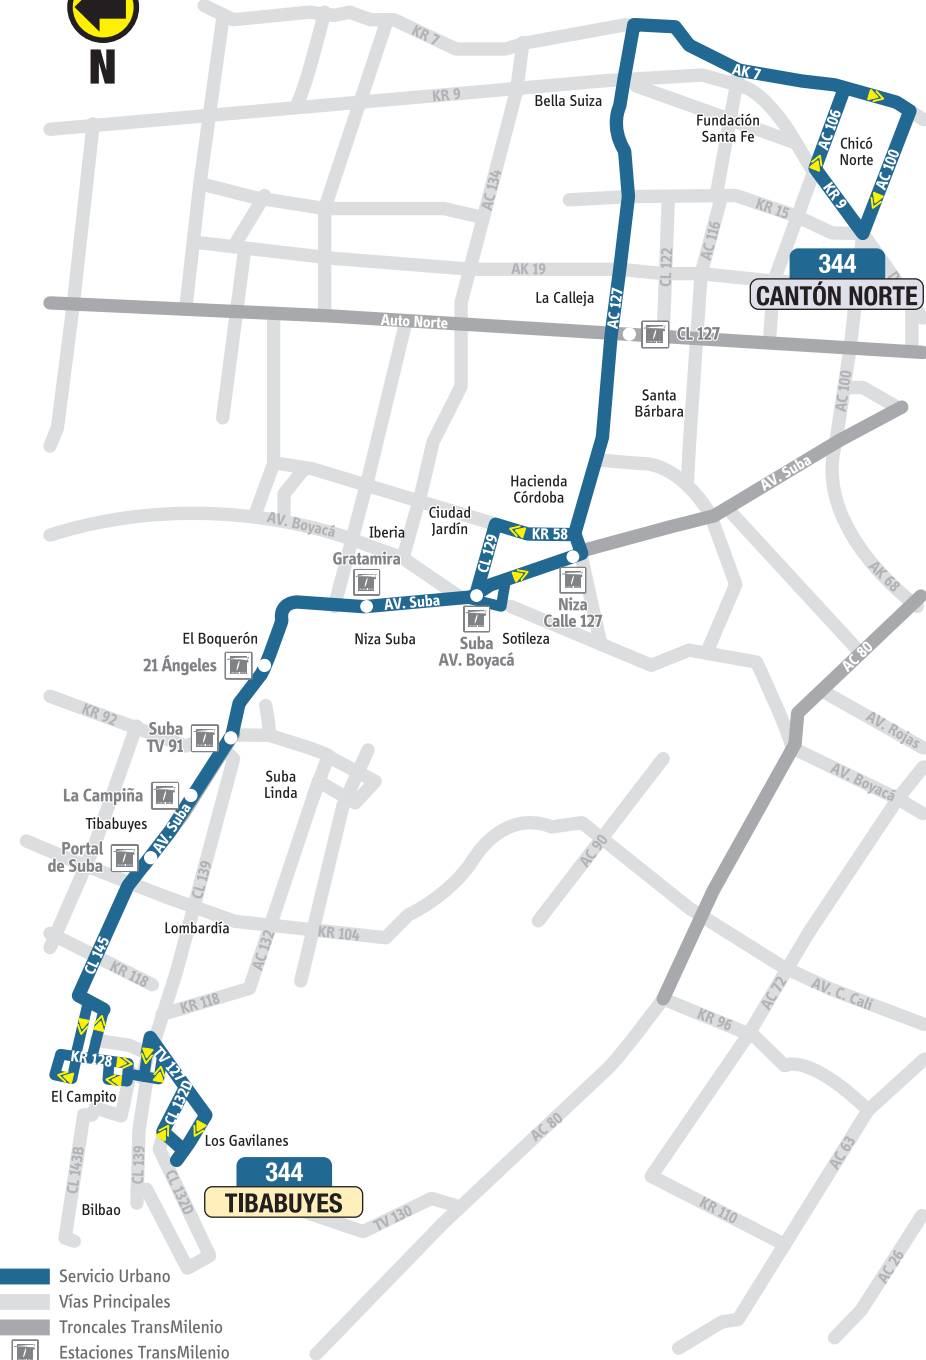 N
KR 7
AK 7
KR 9
Bella Suiza
Fundación
Santa Fe
AC 106
Chicó
Norte
AC 100
KR 9
AC 134
KR 15
AC 116
344
CANTÓN NORTE
CL 122
AK 19
La Calleja
AC 127
Auto Norte
CL 127
AC 100
Santa
Bárbara
AV. Suba
Hacienda
Córdoba
Ciudad
Jardín
AV. Boyacá
Iberia
KR 58
CL 129
Gratamira
AK 68
AV. Suba
Niza
Calle 127
Niza Suba
Suba
AV. Boyacá
Sotileza
El Boquerón
21 Ángeles
AC 80
KR 92
Suba
TV 91
AV. Rojas
AV. Boyacá
Suba
Linda
La Campiña
Tibabuyes
AV. Suba
Portal
de Suba
AC 90
CL 139
Lombardía
KR 104
AC 132
CL 145
KR 118
KR 118
AC 72
AV. C. Cali
KR 96
KR 128
TV 127
CL 132D
El Campito
Los Gavilanes
AC 80
AC 63
CL 143B
CL 139
CL 132D
344
TIBABUYES
Bilbao
TV 130
KR 110
AC 26
Servicio Urbano
Vías Principales
Troncales TransMilenio
Estaciones TransMilenio